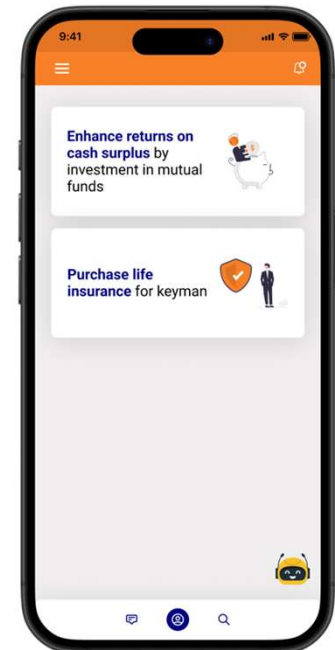 9:41
Enhance returns on
cash surplus by
investment in mutual
funds
Purchase life
insurance for keyman